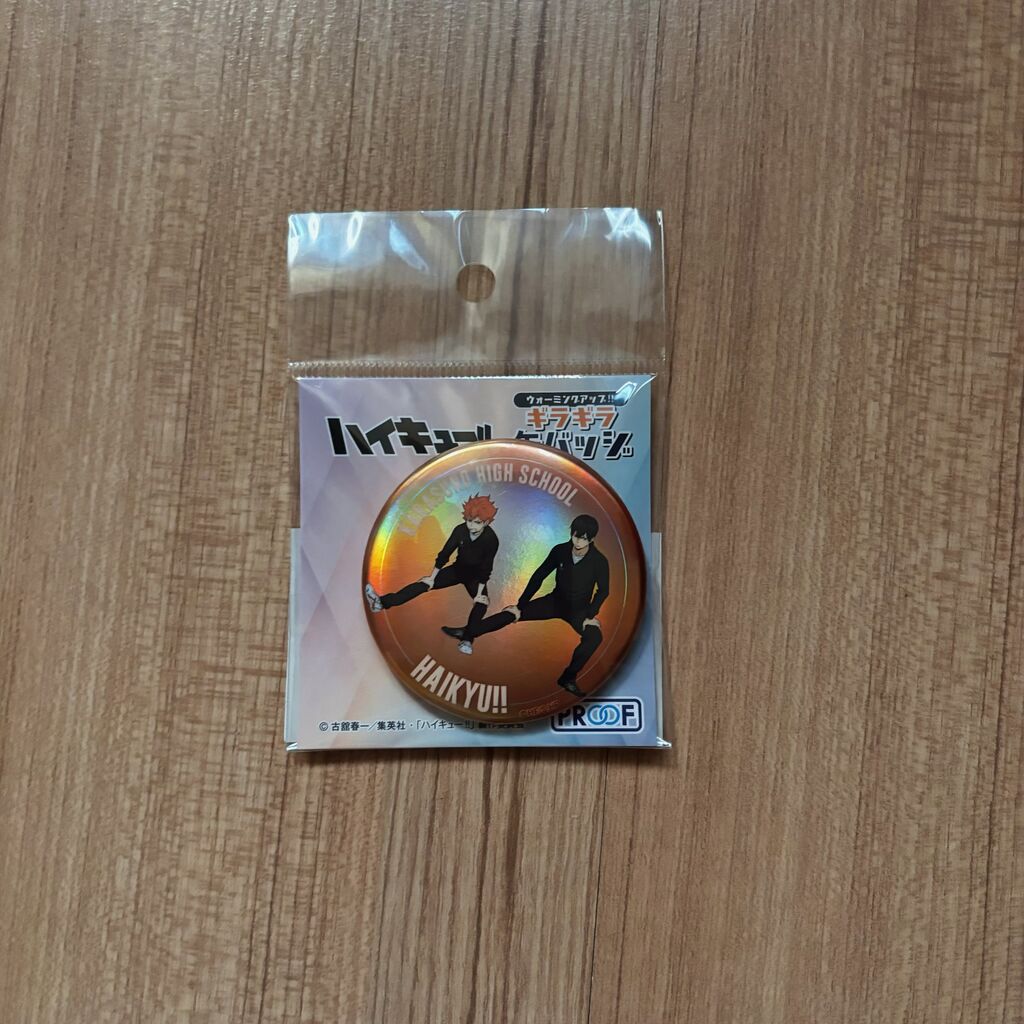 ウォーミングアップ!!
ハイキュー!!
ギラギラ
缶バッジ
KARASUNO HIGH SCHOOL
HAIKYU!!
© 古舘春一／集英社・「ハイキュー!!」
PROOF